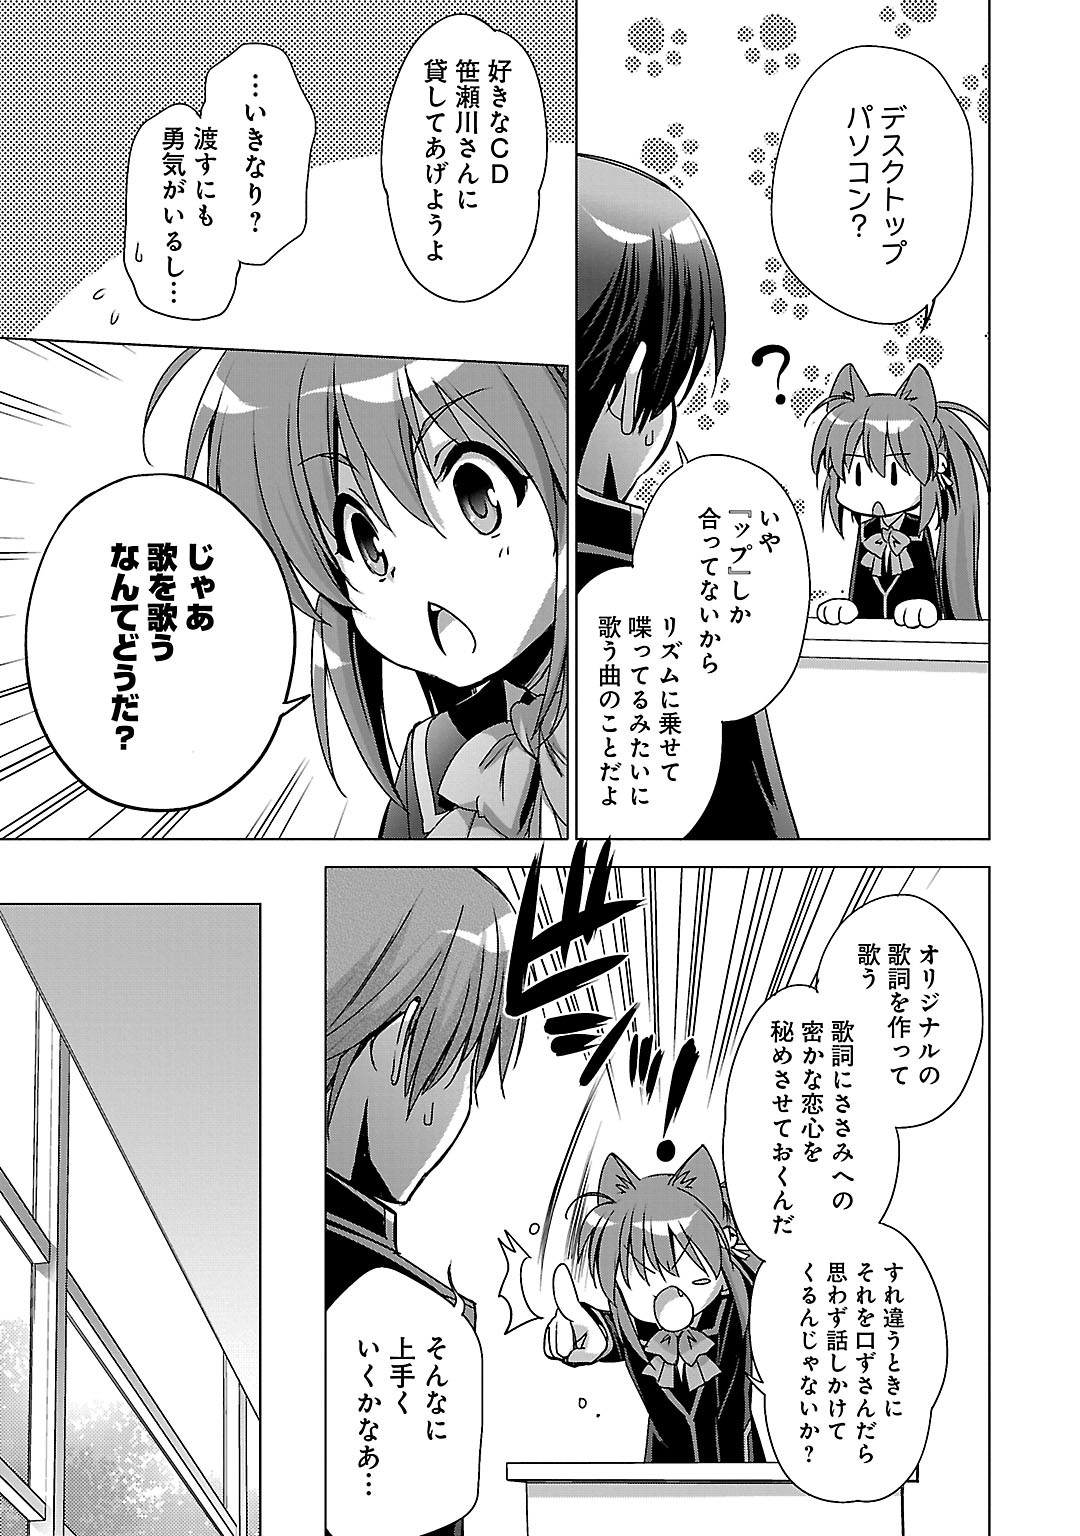 デスクトップ
パソコン?
いや
『ップ』しか
合ってないから
リズムに乗せて
喋ってるみたいに
歌う曲のことだよ
好きなCD
笹瀬川さんに
貸してあげようよ
…いきなり?
渡すにも
勇気がいるし…
じゃあ
歌を歌う
なんてどうだ?
オリジナルの
歌詞を作って
歌う
歌詞にささみへの
密かな恋心を
秘めさせておくんだ
すれ違うときに
それを口ずさんだら
思わず話しかけて
くるんじゃないか?
ビシッ
そんなに
上手く
いくかなあ…